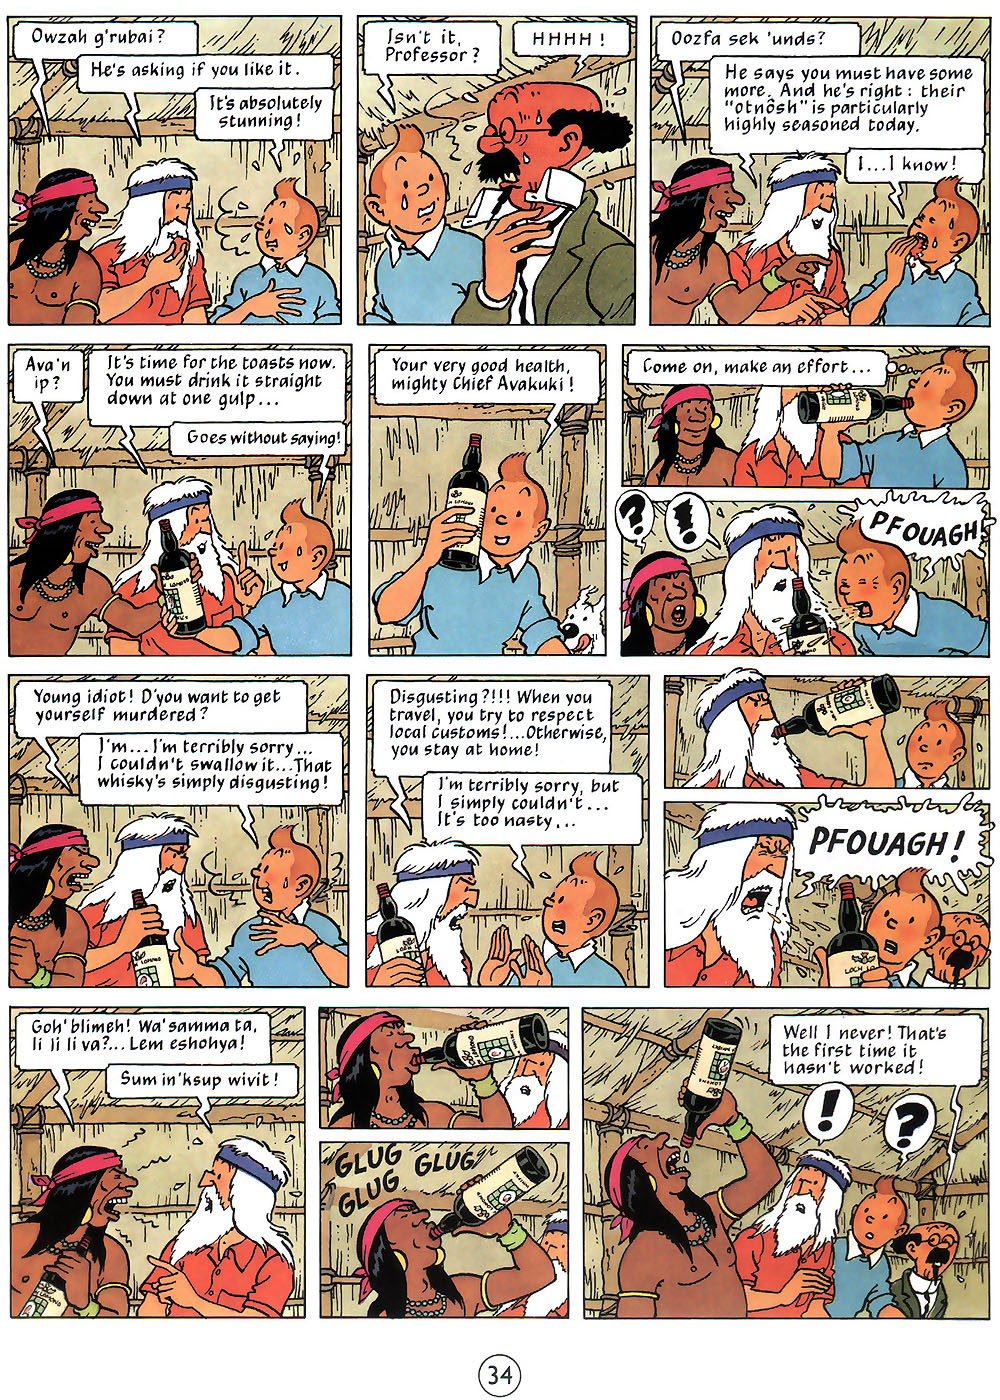 Owzah g'rubai?
He's asking if you like it.
It's absolutely
stunning!
Isn't it,
Professor?
HHHH!
Oozfa sek 'unds?
He says you must have some
more. And he's right: their
"otnôsh" is particularly
highly seasoned today.
I...I know!
Ava'n
ip?
It's time for the toasts now.
You must drink it straight
down at one gulp...
Goes without saying!
Your very good health,
mighty Chief Avakuki!
Come on, make an effort...
?
!
PFOUAGH!
Young idiot! D'you want to get
yourself murdered?
I'm... I'm terribly sorry...
I couldn't swallow it...That
whisky's simply disgusting!
Disgusting?!!! When you
travel, you try to respect
local customs!...Otherwise,
you stay at home!
I'm terribly sorry, but
I simply couldn't...
It's too nasty...
PFOUAGH!
LOCH LO
Goh'blimeh! Wa'samma ta,
li li li va?... Lem eshohya!
Sum in'ksup wivit!
GLUG
GLUG
GLUG
Well I never! That's
the first time it
hasn't worked!
!
?
34